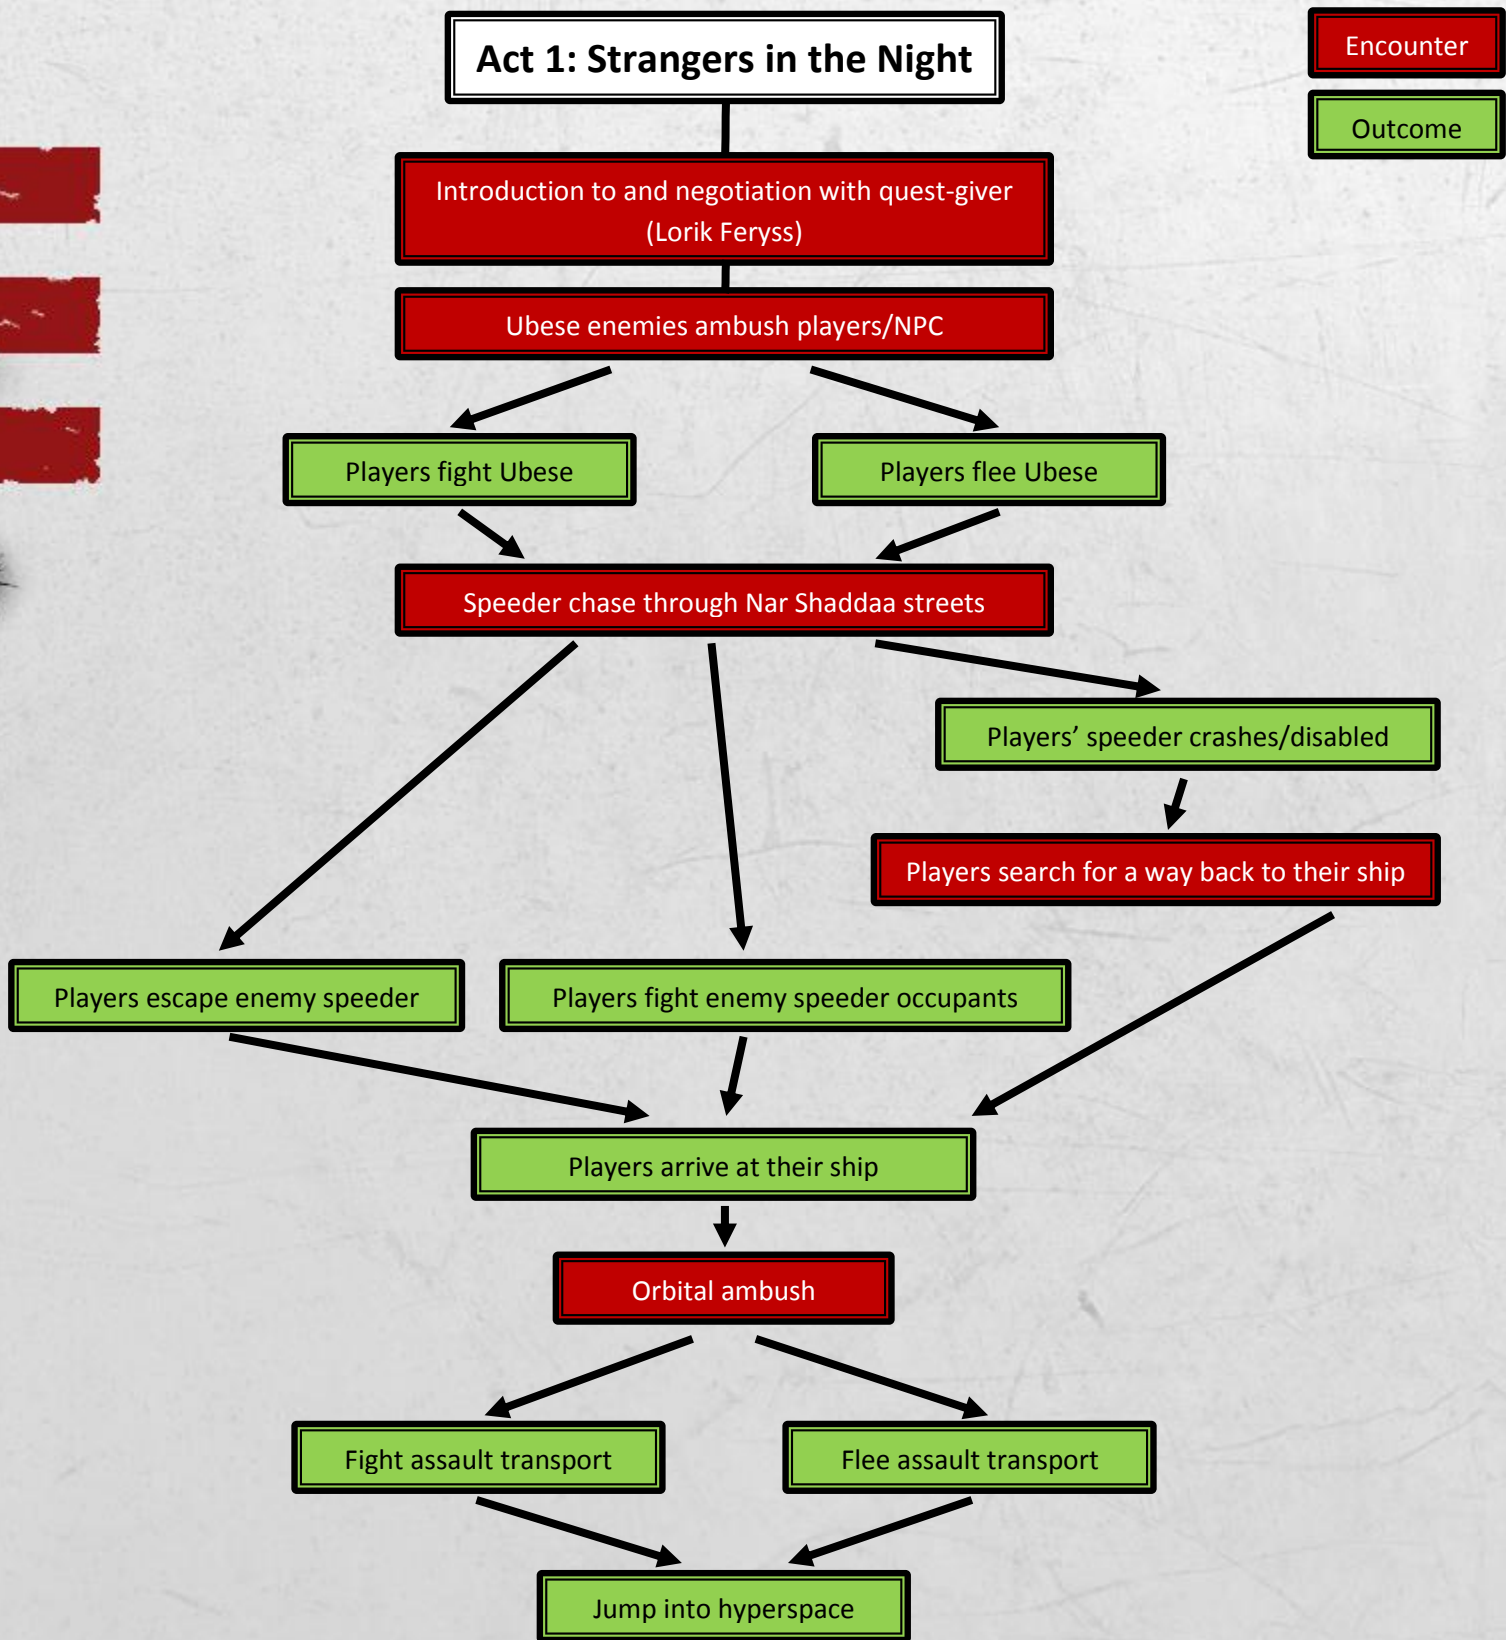 Act 1: Strangers in the Night
Encounter
Outcome
Introduction to and negotiation with quest-giver
(Lorik Feryss)
Ubese enemies ambush players/NPC
Players fight Ubese
Players flee Ubese
Speeder chase through Nar Shaddaa streets
Players’ speeder crashes/disabled
Players search for a way back to their ship
Players escape enemy speeder
Players fight enemy speeder occupants
Players arrive at their ship
Orbital ambush
Fight assault transport
Flee assault transport
Jump into hyperspace